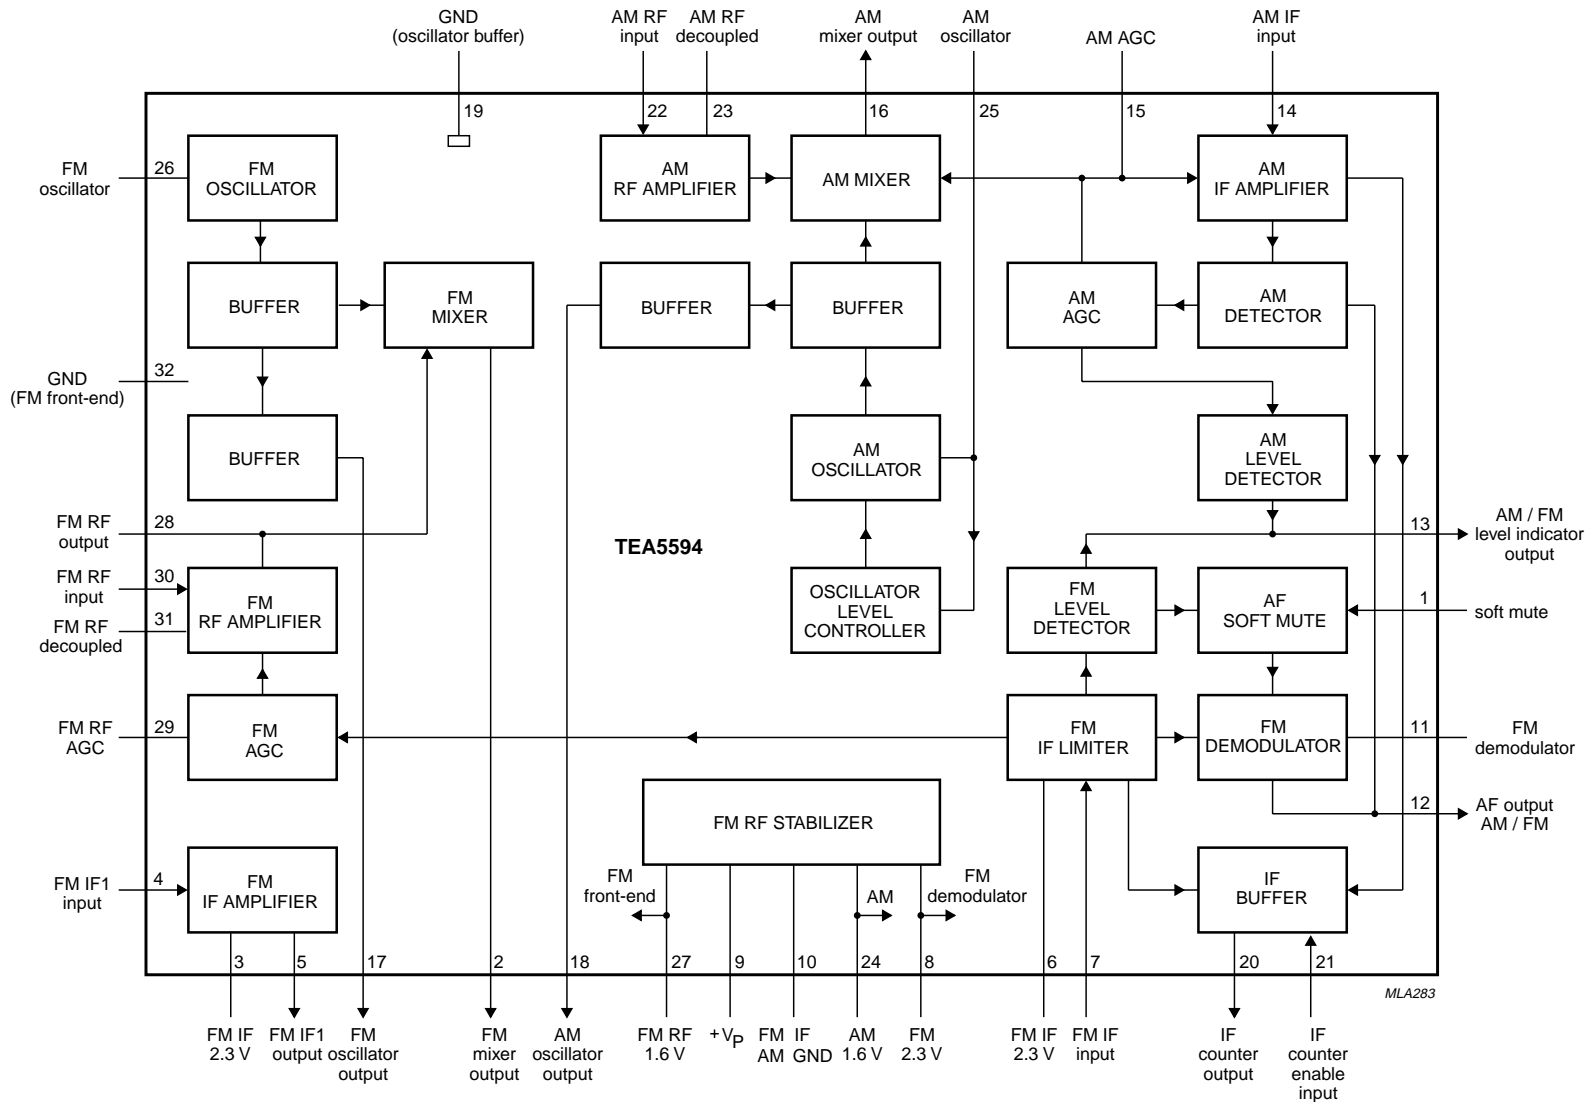 GND
(oscillator buffer)
AM RF
input
AM RF
decoupled
AM
mixer output
AM
oscillator
AM AGC
AM IF
input
19
22
23
16
25
15
14
FM
oscillator
26
FM
OSCILLATOR
AM
RF AMPLIFIER
AM MIXER
AM
IF AMPLIFIER
BUFFER
FM
MIXER
BUFFER
BUFFER
AM
AGC
AM
DETECTOR
GND
(FM front-end)
32
BUFFER
AM
OSCILLATOR
AM
LEVEL
DETECTOR
FM RF
output
28
TEA5594
13
AM / FM
level indicator
output
FM RF
input
30
FM RF
decoupled
31
FM
RF AMPLIFIER
OSCILLATOR
LEVEL
CONTROLLER
FM
LEVEL
DETECTOR
AF
SOFT MUTE
1
soft mute
FM RF
AGC
29
FM
AGC
FM
IF LIMITER
FM
DEMODULATOR
11
FM
demodulator
FM RF STABILIZER
12
AF output
AM / FM
FM IF1
input
4
FM
IF AMPLIFIER
FM
front-end
AM
FM
demodulator
IF
BUFFER
3
5
17
2
18
27
9
10
24
8
6
7
20
21
MLA283
FM IF
2.3 V
FM IF1
output
FM
oscillator
output
FM
mixer
output
AM
oscillator
output
FM RF
1.6 V
+VP
FM IF
AM GND
AM
1.6 V
FM
2.3 V
FM IF
2.3 V
FM IF
input
IF
counter
output
IF
counter
enable
input